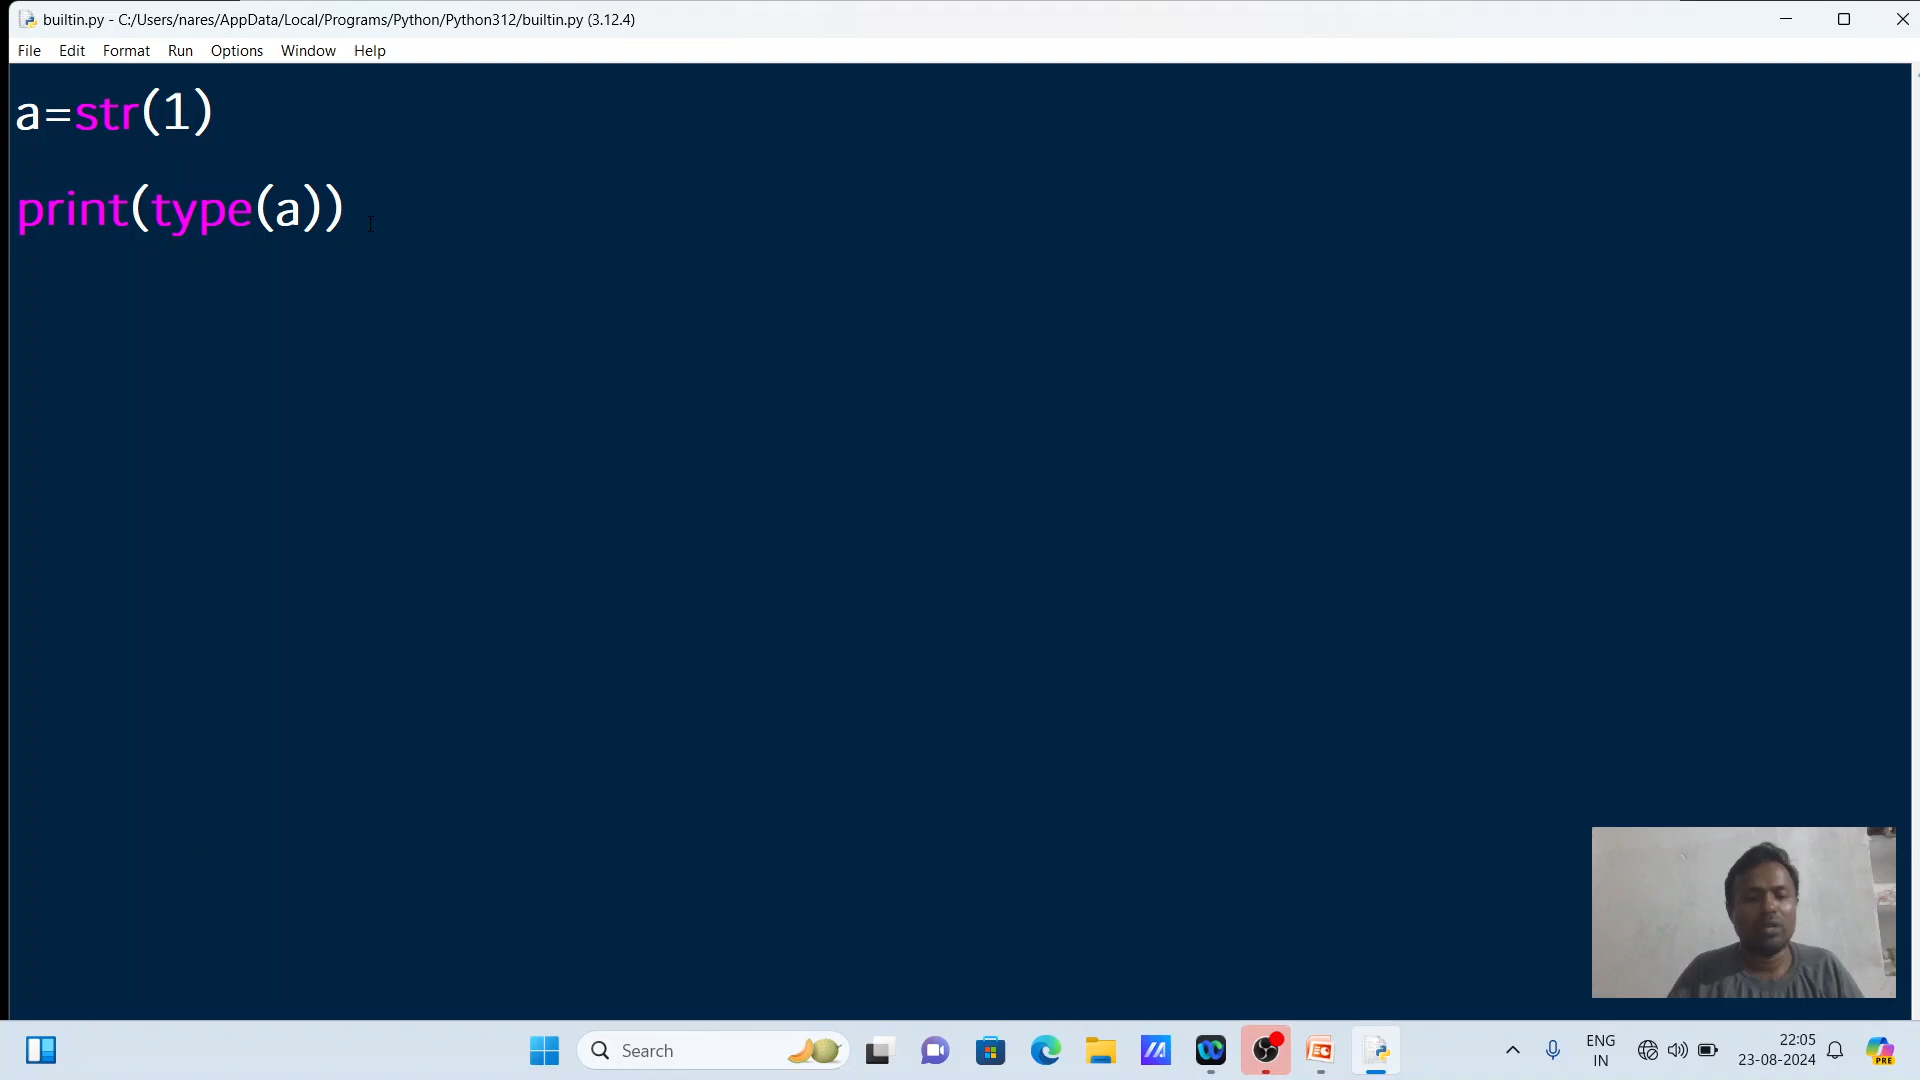 builtin.py - C:/Users/nares/AppData/Local/Programs/Python/Python312/builtin.py (3.12.4)
File Edit Format Run Options Window Help
a=str(1)
print(type(a))
Search
ENG
IN
22:05
23-08-2024
PRE